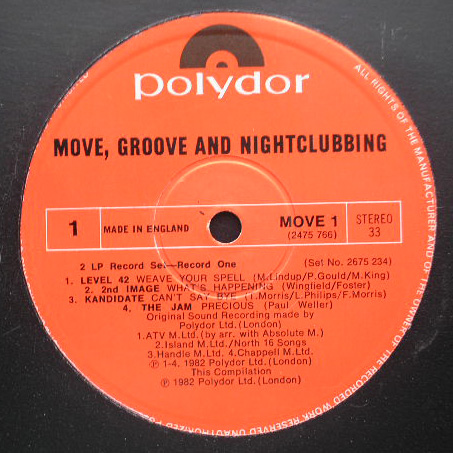 polydor
MOVE, GROOVE AND NIGHTCLUBBING
1
MADE IN ENGLAND
MOVE 1
(2475 766)
STEREO
33
2 LP Record Set—Record One
(Set No. 2675 234)
1. LEVEL 42 WEAVE YOUR SPELL (M.Lindup/P.Gould/M.King)
2. 2nd IMAGE WHAT'S HAPPENING (Wingfield/Foster)
3. KANDIDATE CAN'T SAY BYE (T.Morris/L.Philips/F.Morris)
4. THE JAM PRECIOUS (Paul Weller)
Original Sound Recording made by
Polydor Ltd. (London)
1.ATV M.Ltd.(by arr. with Absolute M.)
2.Island M.Ltd./North 16 Songs
3.Handle M.Ltd. 4.Chappell M.Ltd.
℗ 1-4. 1982 Polydor Ltd.(London)
This Compilation
℗ 1982 Polydor Ltd.(London)
ALL RIGHTS OF THE MANUFACTURER AND OF THE OWNER OF THE RECORDED WORK RESERVED UNAUTHORIZED